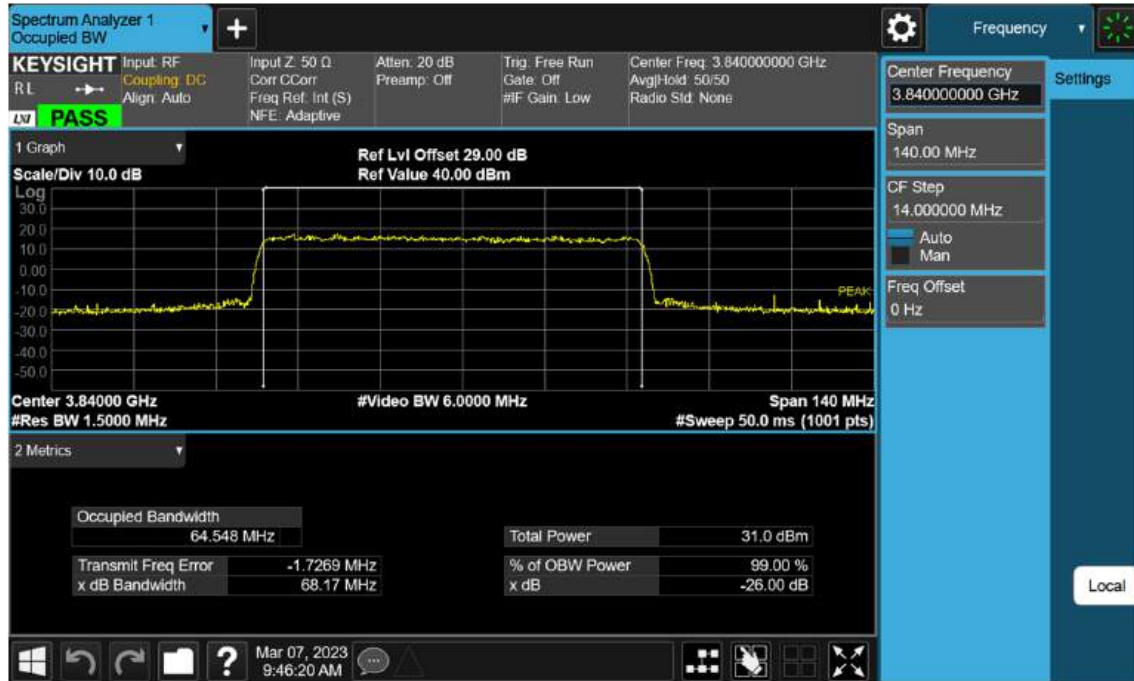 Spectrum Analyzer 1
Occupied BW
Frequency
KEYSIGHT
Input: RF
Coupling: DC
Align: Auto
Input Z: 50 Ω
Corr CCorr
Freq Ref: Int (S)
NFE: Adaptive
Atten: 20 dB
Preamp: Off
Trig: Free Run
Gate: Off
#IF Gain: Low
Center Freq: 3.840000000 GHz
Avg|Hold: 50/50
Radio Std: None
R L
LXI
PASS
Center Frequency
3.840000000 GHz
Settings
Span
140.00 MHz
CF Step
14.000000 MHz
Auto
Man
Freq Offset
0 Hz
Local
1 Graph
Ref Lvl Offset 29.00 dB
Scale/Div 10.0 dB
Ref Value 40.00 dBm
Log
30.0
20.0
10.0
0.00
-10.0
-20.0
-30.0
-40.0
-50.0
PEAK
Center 3.84000 GHz
#Video BW 6.0000 MHz
Span 140 MHz
#Res BW 1.5000 MHz
#Sweep 50.0 ms (1001 pts)
2 Metrics
Occupied Bandwidth
64.548 MHz
Total Power 31.0 dBm
Transmit Freq Error -1.7269 MHz
% of OBW Power 99.00 %
x dB Bandwidth 68.17 MHz
x dB -26.00 dB
?
Mar 07, 2023
9:46:20 AM